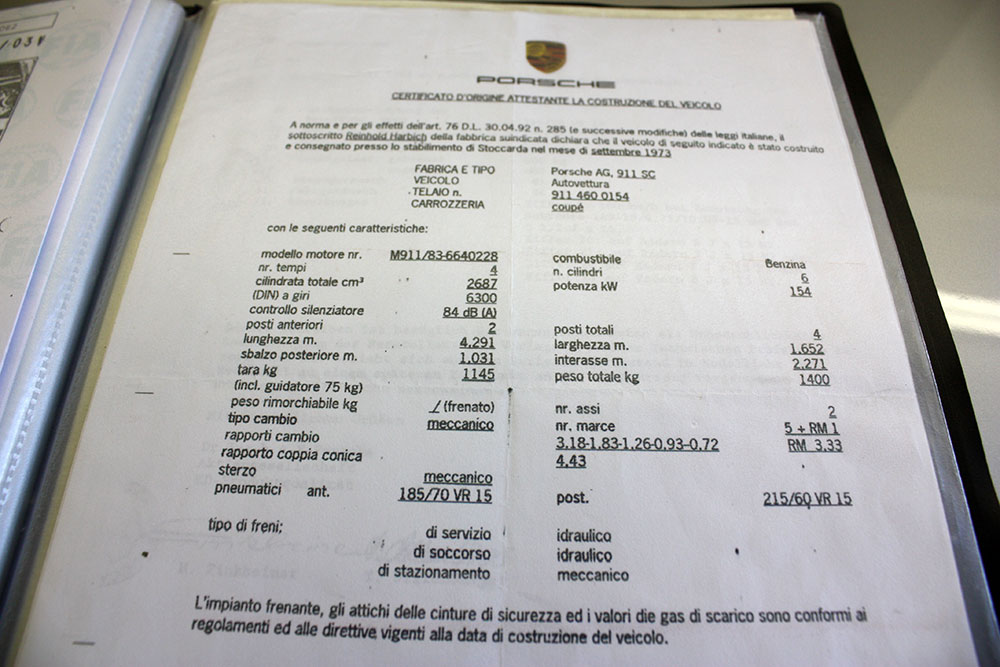 /03F
PORSCHE
CERTIFICATO D'ORIGINE ATTESTANTE LA COSTRUZIONE DEL VEICOLO
A norma e per gli effetti dell'art. 76 D.L. 30.04.92 n. 285 (e successive modifiche) delle leggi italiane, il
sottoscritto Reinhold Harbich della fabbrica suindicata dichiara che il veicolo di seguito indicato è stato costruito
e consegnato presso lo stabilimento di Stoccarda nel mese di settembre 1973
FABRICA E TIPO Porsche AG, 911 SC
VEICOLO Autovettura
TELAIO n. 911 460 0154
CARROZZERIA coupé
con le seguenti caratteristiche:
modello motore nr. M911/83-6640228 combustibile Benzina
nr. tempi 4 n. cilindri 6
cilindrata totale cm³ 2687 potenza kW 154
(DIN) a giri 6300
controllo silenziatore 84 dB (A)
posti anteriori 2 posti totali 4
lunghezza m. 4.291 larghezza m. 1.652
sbalzo posteriore m. 1.031 interasse m. 2.271
tara kg 1145 peso totale kg 1400
(incl. guidatore 75 kg)
peso rimorchiabile kg / (frenato) nr. assi 2
tipo cambio meccanico nr. marce 5 + RM 1
rapporti cambio 3.18-1.83-1.26-0.93-0.72 RM 3.33
rapporto coppia conica 4.43
sterzo meccanico
pneumatici ant. 185/70 VR 15 post. 215/60 VR 15
tipo di freni; di servizio idraulico
di soccorso idraulico
di stazionamento meccanico
L'impianto frenante, gli attichi delle cinture di sicurezza ed i valori die gas di scarico sono conformi ai
regolamenti ed alle direttive vigenti alla data di costruzione del veicolo.